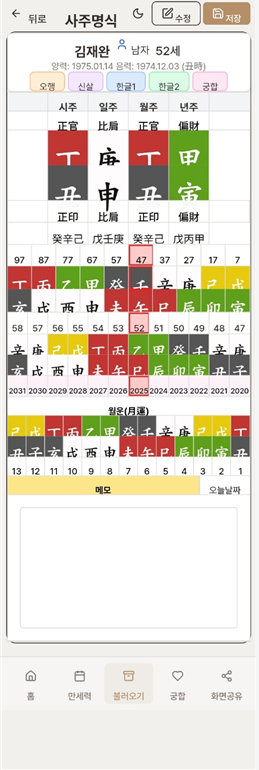 뒤로 사주명식 수정 저장
김재완 남자 52세
양력: 1975.01.14 음력: 1974.12.03 (丑時)
오행 신살 한글1 한글2 궁합
시주 일주 월주 년주
正官 比肩 正官 偏財
丁 庚 丁 甲
丑 申 丑 寅
正印 比肩 正印 偏財
癸辛己 戊壬庚 癸辛己 戊丙甲
97 87 77 67 57 47 37 27 17 7
丁 丙 乙 甲 癸 壬 辛 庚 己 戊
亥 戌 酉 申 未 午 巳 辰 卯 寅
58 57 56 55 54 53 52 51 50 49 48 47
辛 庚 己 戊 丁 丙 乙 甲 癸 壬 辛 庚
亥 戌 酉 申 未 午 巳 辰 卯 寅 丑 子
2031 2030 2029 2028 2027 2026 2025 2024 2023 2022 2021 2020
월운(月運)
己 戊 丁 丙 乙 甲 癸 壬 辛 庚 己 戊 丁
丑 子 亥 戌 酉 申 未 午 巳 辰 卯 寅 丑
13 12 11 10 9 8 7 6 5 4 3 2 1
메모 오늘날짜
홈 만세력 불러오기 궁합 화면공유